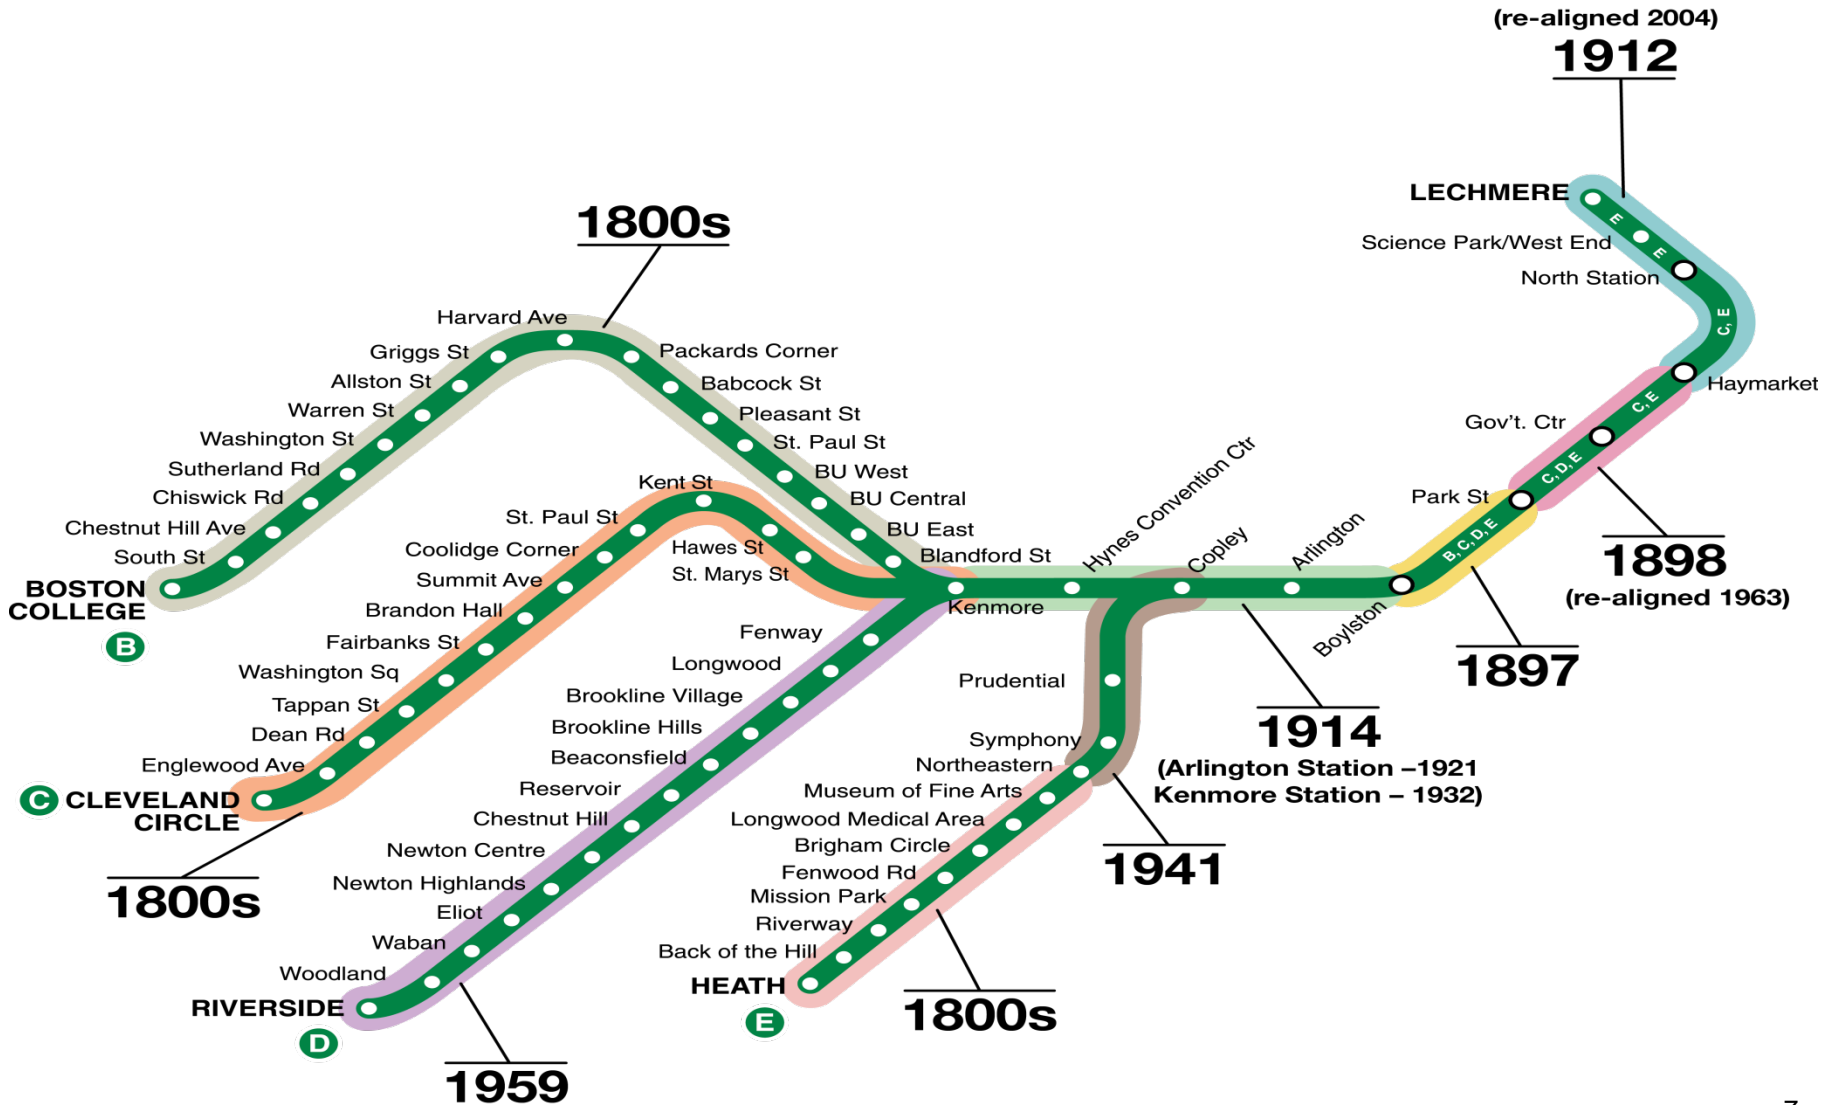 (re-aligned 2004)
1912
LECHMERE
E
Science Park/West End
E
North Station
C, E
Haymarket
C, E
Gov't. Ctr
C, D, E
Park St
B, C, D, E
1898
(re-aligned 1963)
1897
1800s
Harvard Ave
Griggs St
Allston St
Warren St
Washington St
Sutherland Rd
Chiswick Rd
Chestnut Hill Ave
South St
BOSTON
COLLEGE
B
Packards Corner
Babcock St
Pleasant St
St. Paul St
BU West
BU Central
BU East
Blandford St
Kenmore
Hynes Convention Ctr
Copley
Arlington
Boylston
1914
(Arlington Station –1921
Kenmore Station – 1932)
Kent St
St. Paul St
Coolidge Corner
Summit Ave
Brandon Hall
Fairbanks St
Washington Sq
Tappan St
Dean Rd
Englewood Ave
C CLEVELAND
CIRCLE
Hawes St
St. Marys St
1800s
Fenway
Longwood
Brookline Village
Brookline Hills
Beaconsfield
Reservoir
Chestnut Hill
Newton Centre
Newton Highlands
Eliot
Waban
Woodland
RIVERSIDE
D
1959
Prudential
Symphony
Northeastern
Museum of Fine Arts
Longwood Medical Area
Brigham Circle
Fenwood Rd
Mission Park
Riverway
Back of the Hill
HEATH
E
1941
1800s